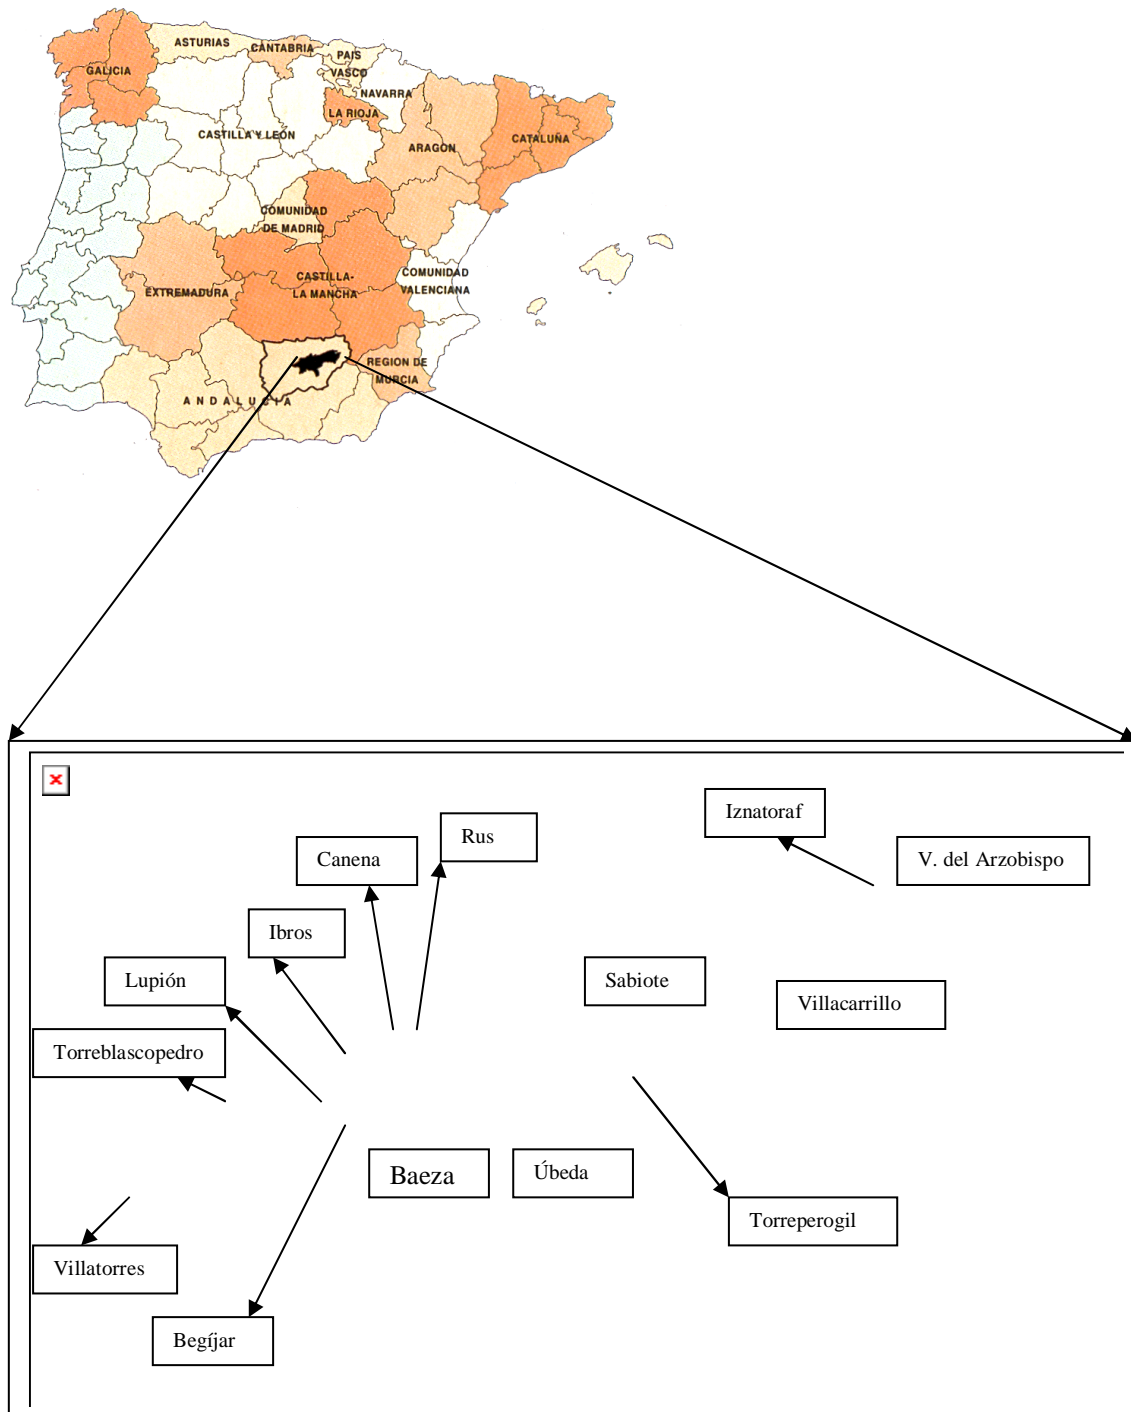 ASTURIAS
CANTABRIA
PAIS
VASCO
GALICIA
NAVARRA
LA RIOJA
CASTILLA Y LEÓN
ARAGON
CATALUÑA
COMUNIDAD
DE MADRID
CASTILLA-
LA MANCHA
COMUNIDAD
VALENCIANA
EXTREMADURA
REGION DE
MURCIA
ANDALUCIA
Iznatoraf
Rus
Canena
V. del Arzobispo
Ibros
Lupión
Sabiote
Villacarrillo
Torreblascopedro
Baeza
Úbeda
Torreperogil
Villatorres
Begíjar